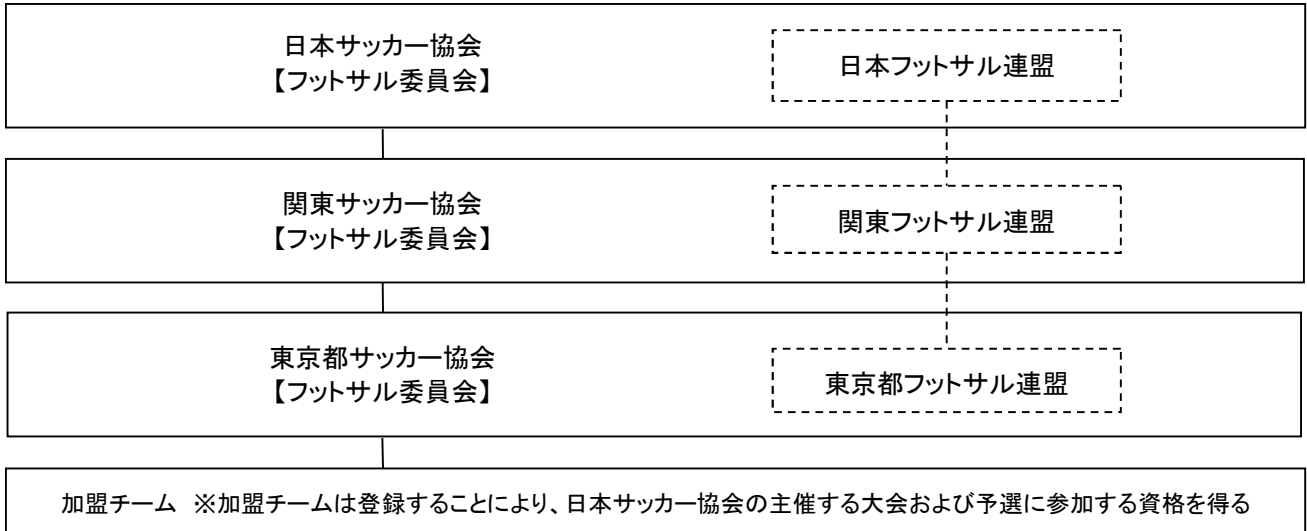 日本サッカー協会
【フットサル委員会】
日本フットサル連盟
関東サッカー協会
【フットサル委員会】
関東フットサル連盟
東京都サッカー協会
【フットサル委員会】
東京都フットサル連盟
加盟チーム ※加盟チームは登録することにより、日本サッカー協会の主催する大会および予選に参加する資格を得る